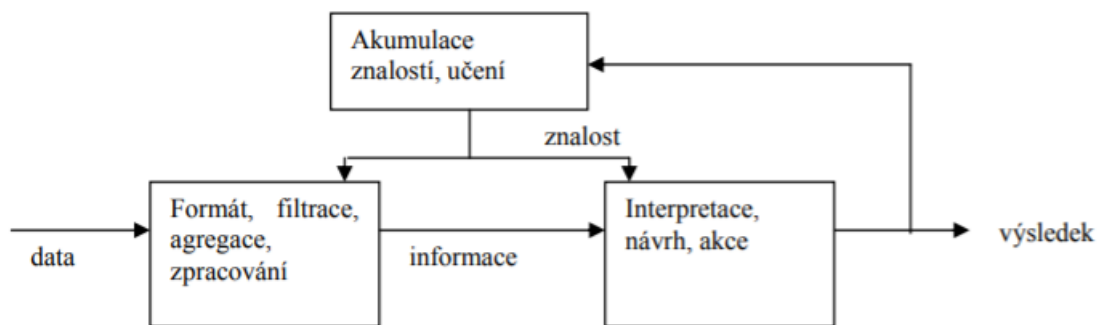 Akumulace
znalostí, učení
znalost
Formát, filtrace,
agregace,
zpracování
Interpretace,
návrh, akce
data
informace
výsledek